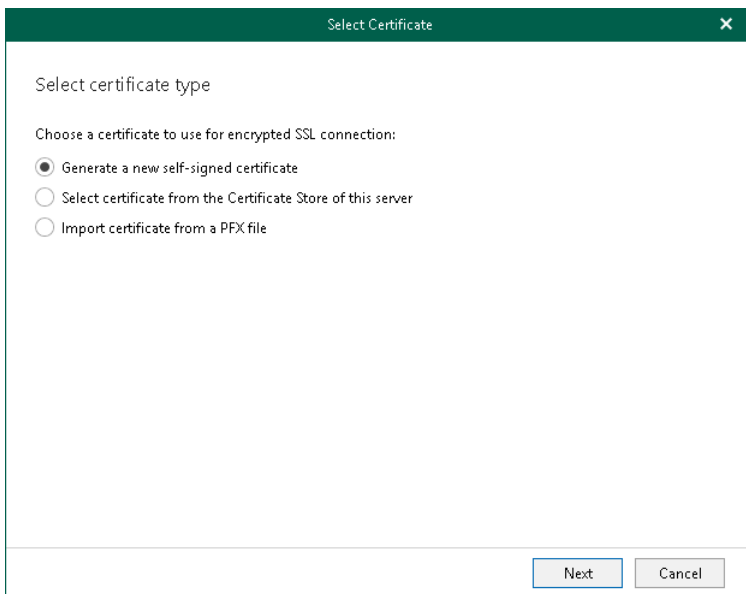 Select Certificate
Select certificate type
Choose a certificate to use for encrypted SSL connection:
Generate a new self-signed certificate
Select certificate from the Certificate Store of this server
Import certificate from a PFX file
Next Cancel